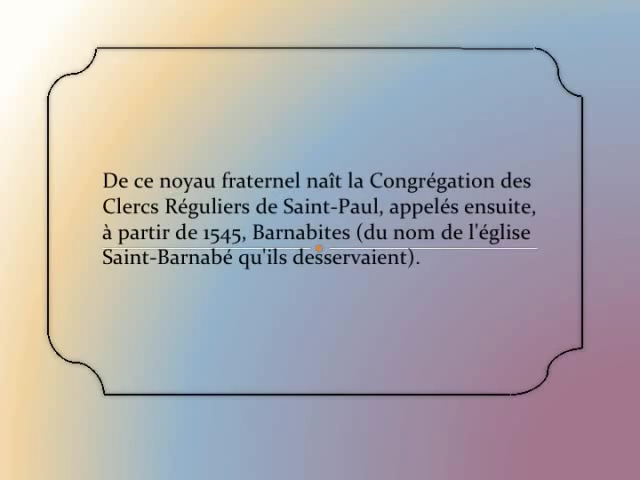 De ce noyau fraternel naît la Congrégation des
Clercs Réguliers de Saint-Paul, appelés ensuite,
à partir de 1545, Barnabites (du nom de l'église
Saint-Barnabé qu'ils desservaient).